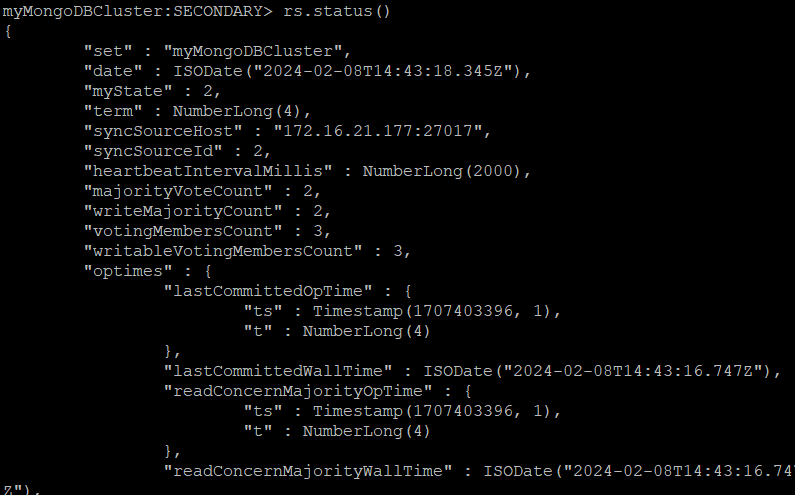 myMongoDBCluster:SECONDARY> rs.status()
{
        "set" : "myMongoDBCluster",
        "date" : ISODate("2024-02-08T14:43:18.345Z"),
        "myState" : 2,
        "term" : NumberLong(4),
        "syncSourceHost" : "172.16.21.177:27017",
        "syncSourceId" : 2,
        "heartbeatIntervalMillis" : NumberLong(2000),
        "majorityVoteCount" : 2,
        "writeMajorityCount" : 2,
        "votingMembersCount" : 3,
        "writableVotingMembersCount" : 3,
        "optimes" : {
                "lastCommittedOpTime" : {
                        "ts" : Timestamp(1707403396, 1),
                        "t" : NumberLong(4)
                },
                "lastCommittedWallTime" : ISODate("2024-02-08T14:43:16.747Z"),
                "readConcernMajorityOpTime" : {
                        "ts" : Timestamp(1707403396, 1),
                        "t" : NumberLong(4)
                },
                "readConcernMajorityWallTime" : ISODate("2024-02-08T14:43:16.747
Z"),